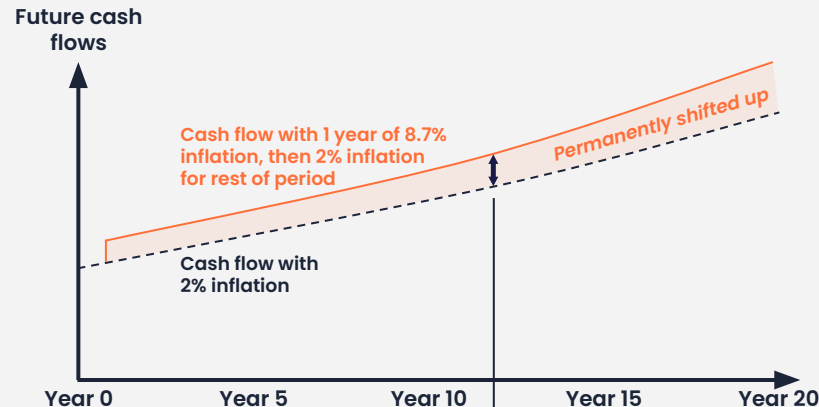 Future cash
flows
Cash flow with 1 year of 8.7%
inflation, then 2% inflation
for rest of period
Permanently shifted up
Cash flow with
2% inflation
Year 0
Year 5
Year 10
Year 15
Year 20